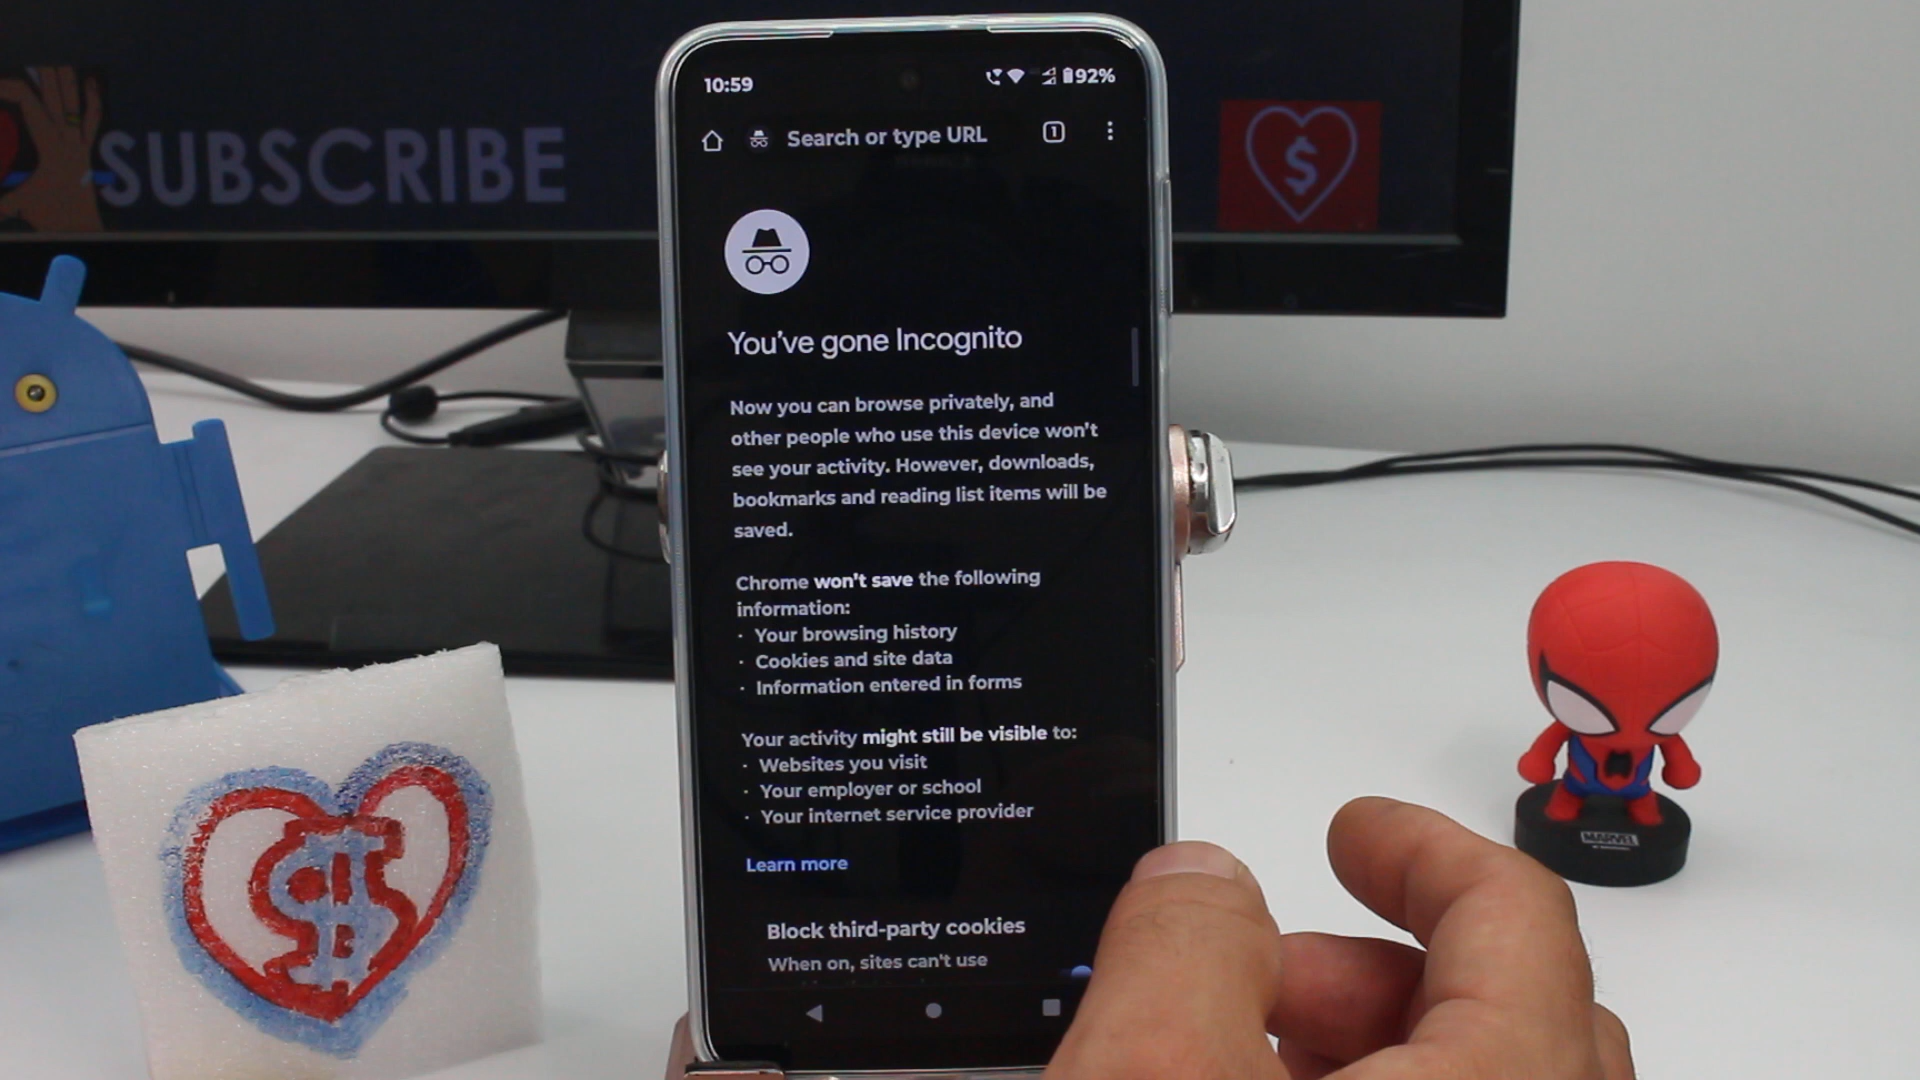 SUBSCRIBE
$
10:59
92%
Search or type URL
1
You've gone Incognito
Now you can browse privately, and
other people who use this device won't
see your activity. However, downloads,
bookmarks and reading list items will be
saved.
Chrome won't save the following
information:
· Your browsing history
· Cookies and site data
· Information entered in forms
Your activity might still be visible to:
· Websites you visit
· Your employer or school
· Your internet service provider
Learn more
Block third-party cookies
When on, sites can't use
$
MARVEL